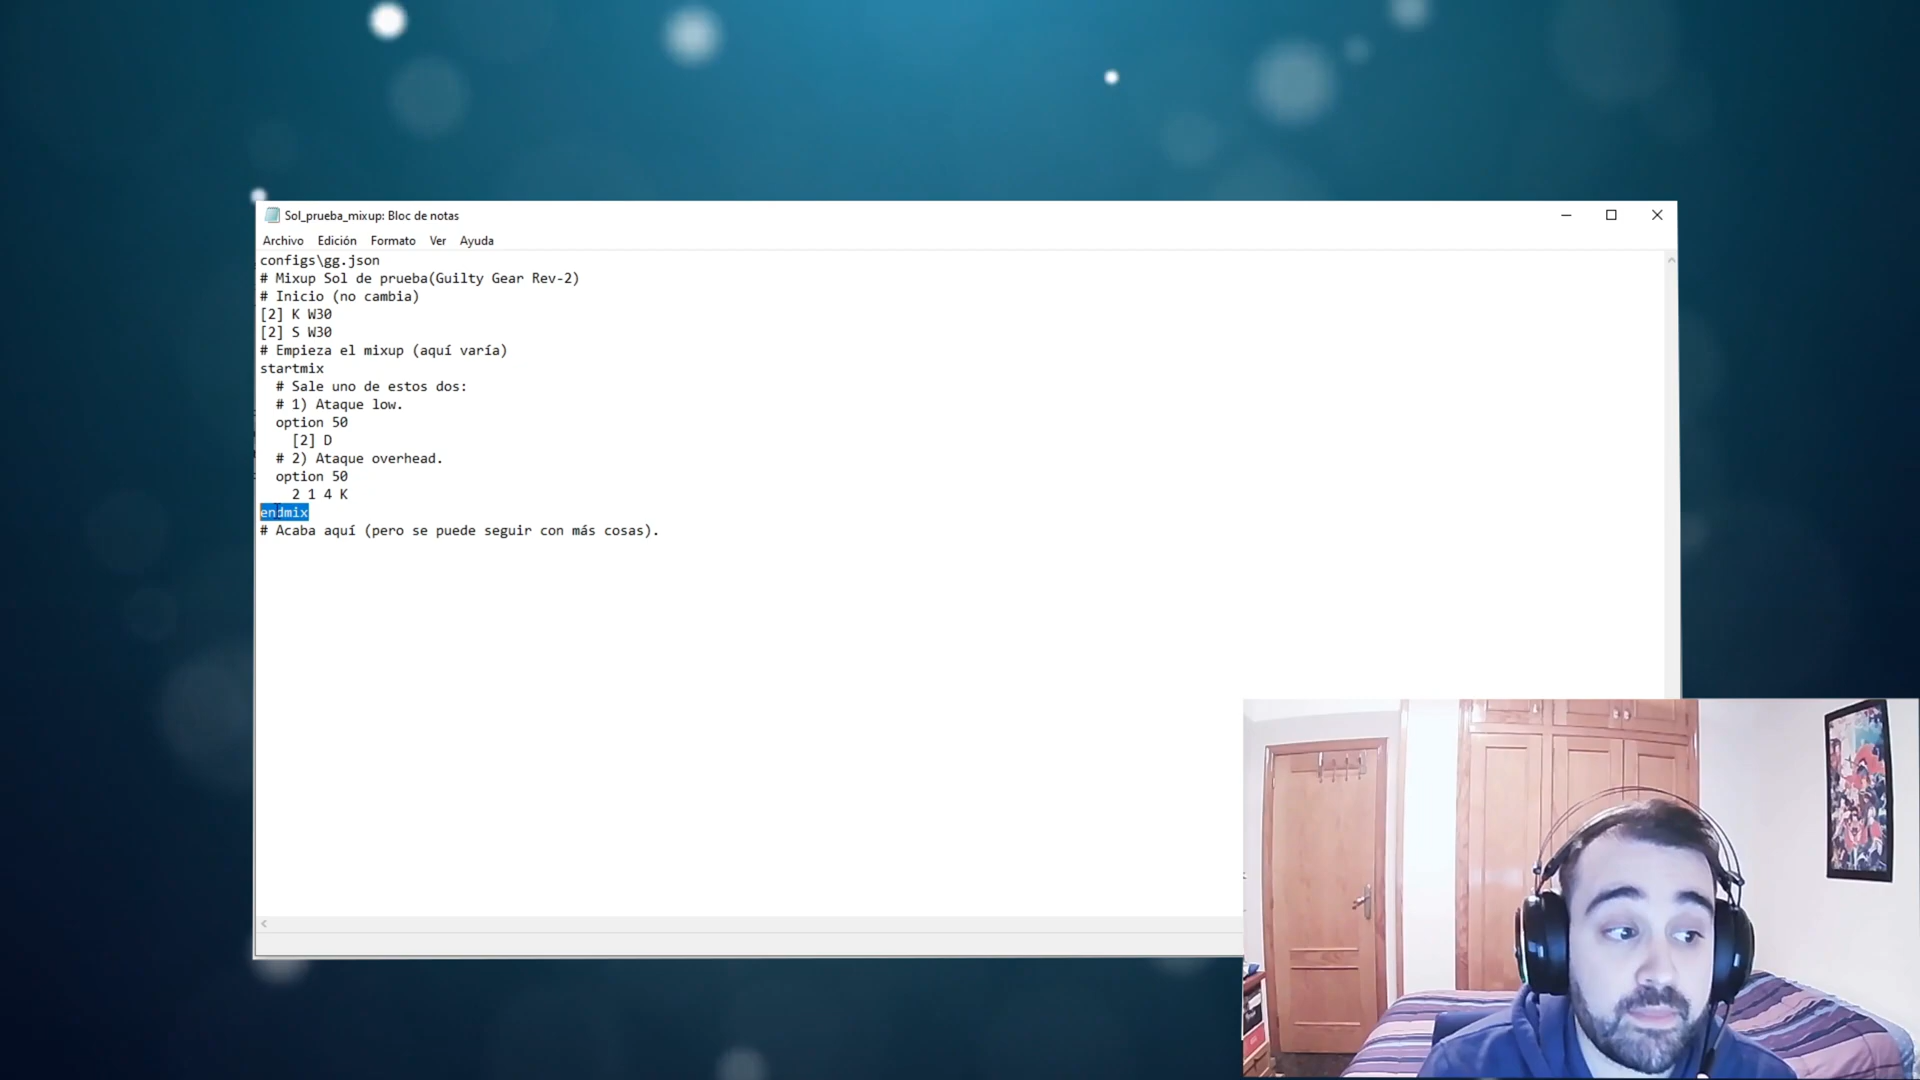 Sol_prueba_mixup: Bloc de notas
Archivo Edición Formato Ver Ayuda
configs\gg.json
# Mixup Sol de prueba(Guilty Gear Rev-2)
# Inicio (no cambia)
[2] K W30
[2] S W30
# Empieza el mixup (aquí varía)
startmix
# Sale uno de estos dos:
# 1) Ataque low.
option 50
[2] D
# 2) Ataque overhead.
option 50
2 1 4 K
endmix
# Acaba aquí (pero se puede seguir con más cosas).